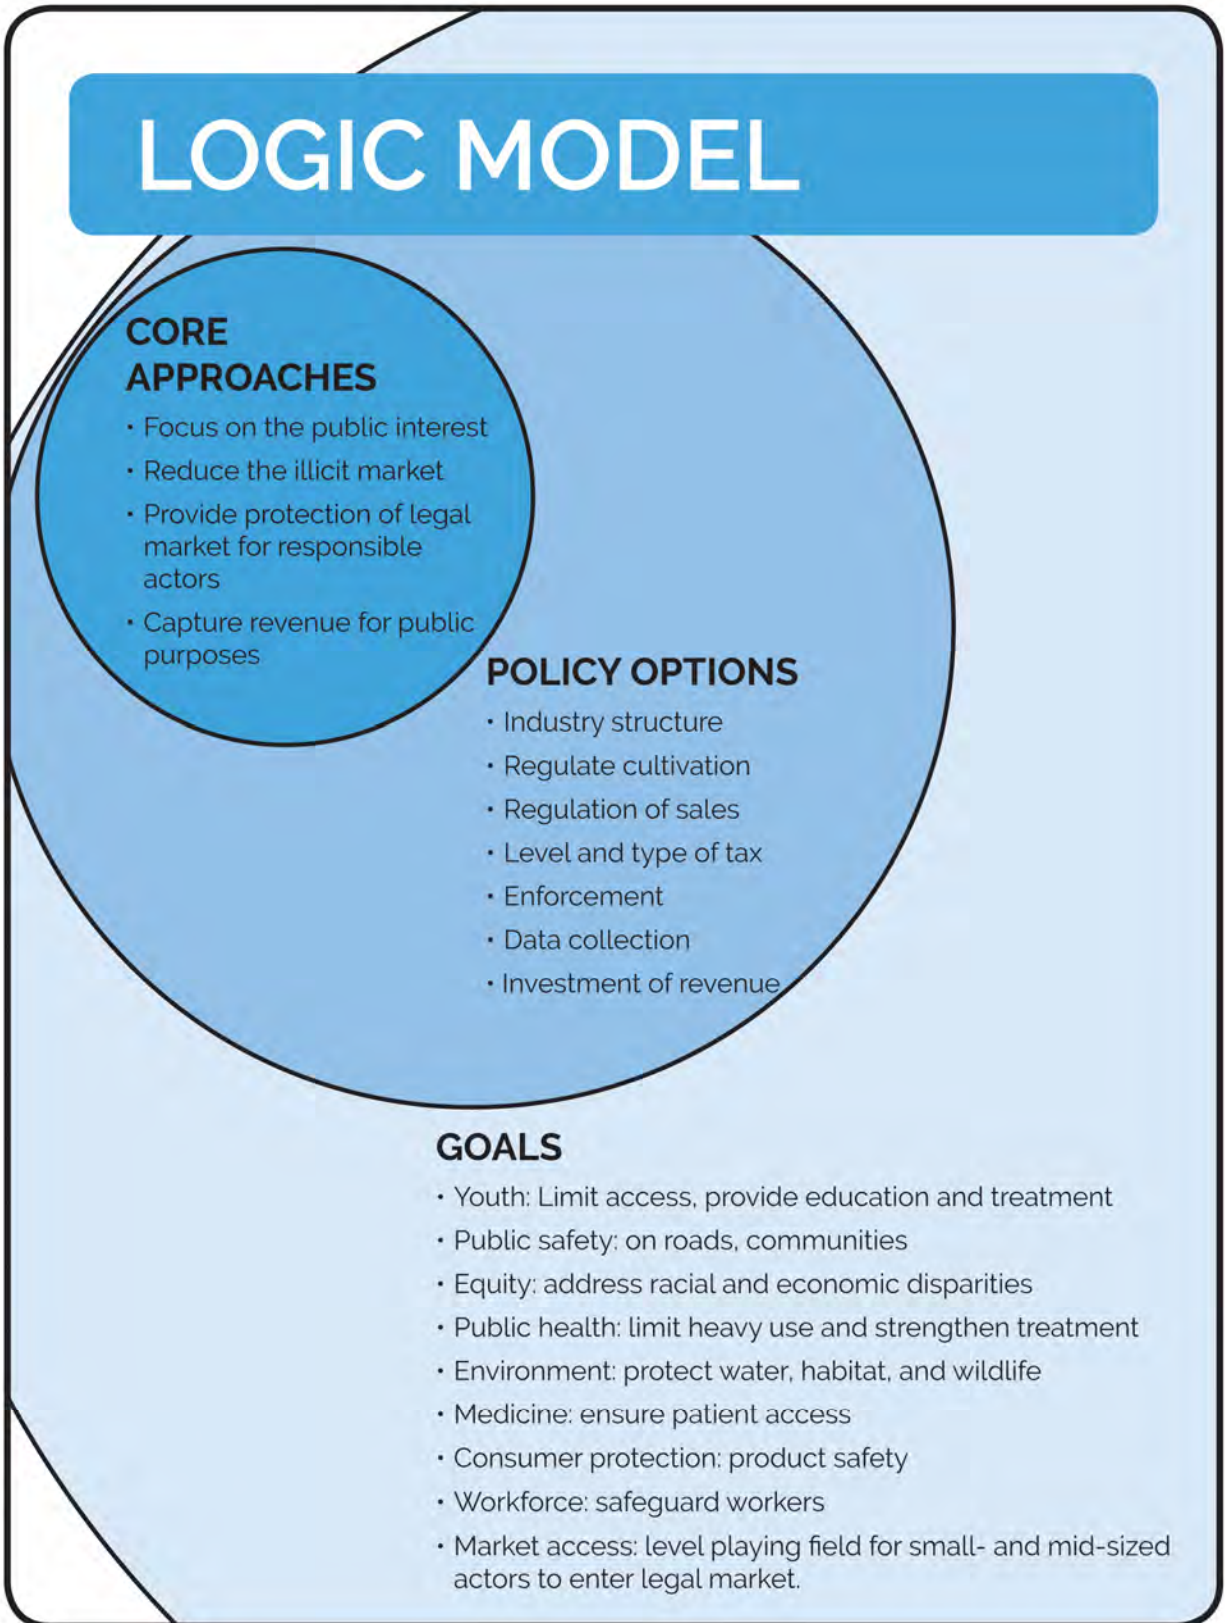 LOGIC MODEL
CORE
APPROACHES
• Focus on the public interest
• Reduce the illicit market
• Provide protection of legal
market for responsible
actors
• Capture revenue for public
purposes
POLICY OPTIONS
• Industry structure
• Regulate cultivation
• Regulation of sales
• Level and type of tax
• Enforcement
• Data collection
• Investment of revenue
GOALS
• Youth: Limit access, provide education and treatment
• Public safety: on roads, communities
• Equity: address racial and economic disparities
• Public health: limit heavy use and strengthen treatment
• Environment: protect water, habitat, and wildlife
• Medicine: ensure patient access
• Consumer protection: product safety
• Workforce: safeguard workers
• Market access: level playing field for small- and mid-sized
actors to enter legal market.